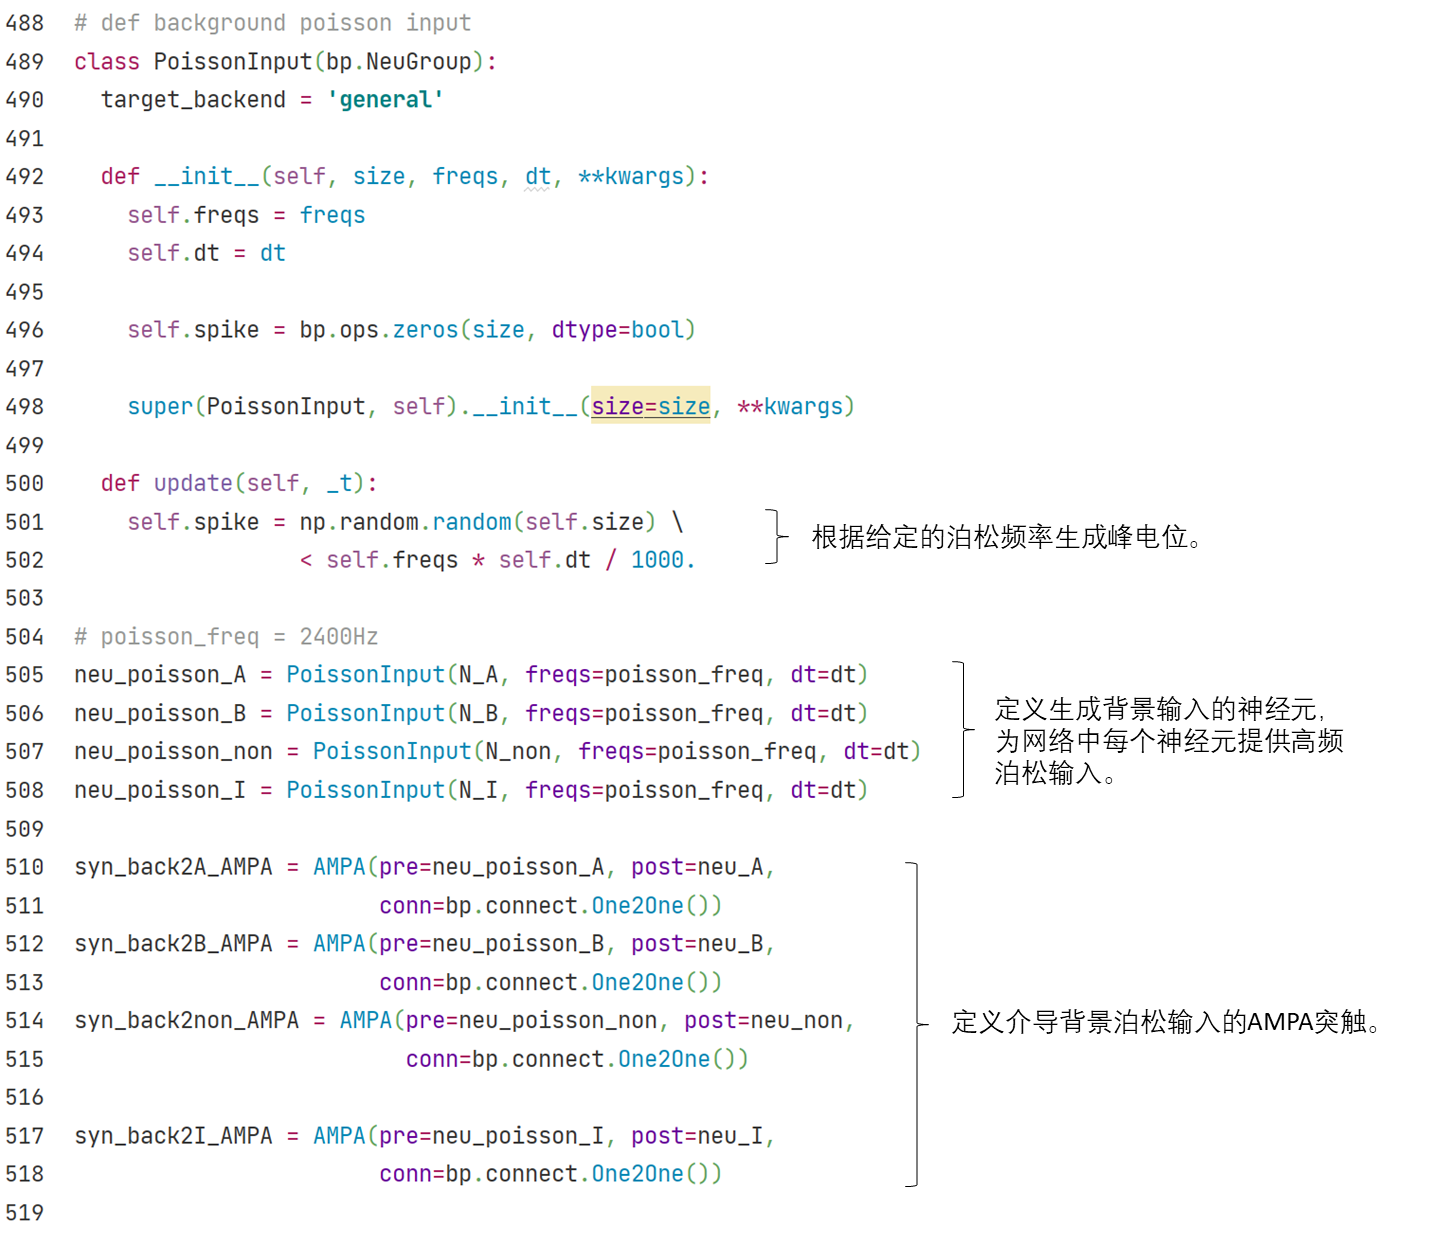 488 # def background poisson input
489 class PoissonInput(bp.NeuGroup):
490   target_backend = 'general'
491
492   def __init__(self, size, freqs, dt, **kwargs):
493     self.freqs = freqs
494     self.dt = dt
495
496     self.spike = bp.ops.zeros(size, dtype=bool)
497
498     super(PoissonInput, self).__init__(size=size, **kwargs)
499
500   def update(self, _t):
501     self.spike = np.random.random(self.size) \
502                  < self.freqs * self.dt / 1000.
根据给定的泊松频率生成峰电位。
503
504 # poisson_freq = 2400Hz
505 neu_poisson_A = PoissonInput(N_A, freqs=poisson_freq, dt=dt)
506 neu_poisson_B = PoissonInput(N_B, freqs=poisson_freq, dt=dt)
507 neu_poisson_non = PoissonInput(N_non, freqs=poisson_freq, dt=dt)
508 neu_poisson_I = PoissonInput(N_I, freqs=poisson_freq, dt=dt)
定义生成背景输入的神经元,
为网络中每个神经元提供高频
泊松输入。
509
510 syn_back2A_AMPA = AMPA(pre=neu_poisson_A, post=neu_A,
511                        conn=bp.connect.One2One())
512 syn_back2B_AMPA = AMPA(pre=neu_poisson_B, post=neu_B,
513                        conn=bp.connect.One2One())
514 syn_back2non_AMPA = AMPA(pre=neu_poisson_non, post=neu_non,
515                          conn=bp.connect.One2One())
516
517 syn_back2I_AMPA = AMPA(pre=neu_poisson_I, post=neu_I,
518                        conn=bp.connect.One2One())
定义介导背景泊松输入的AMPA突触。
519